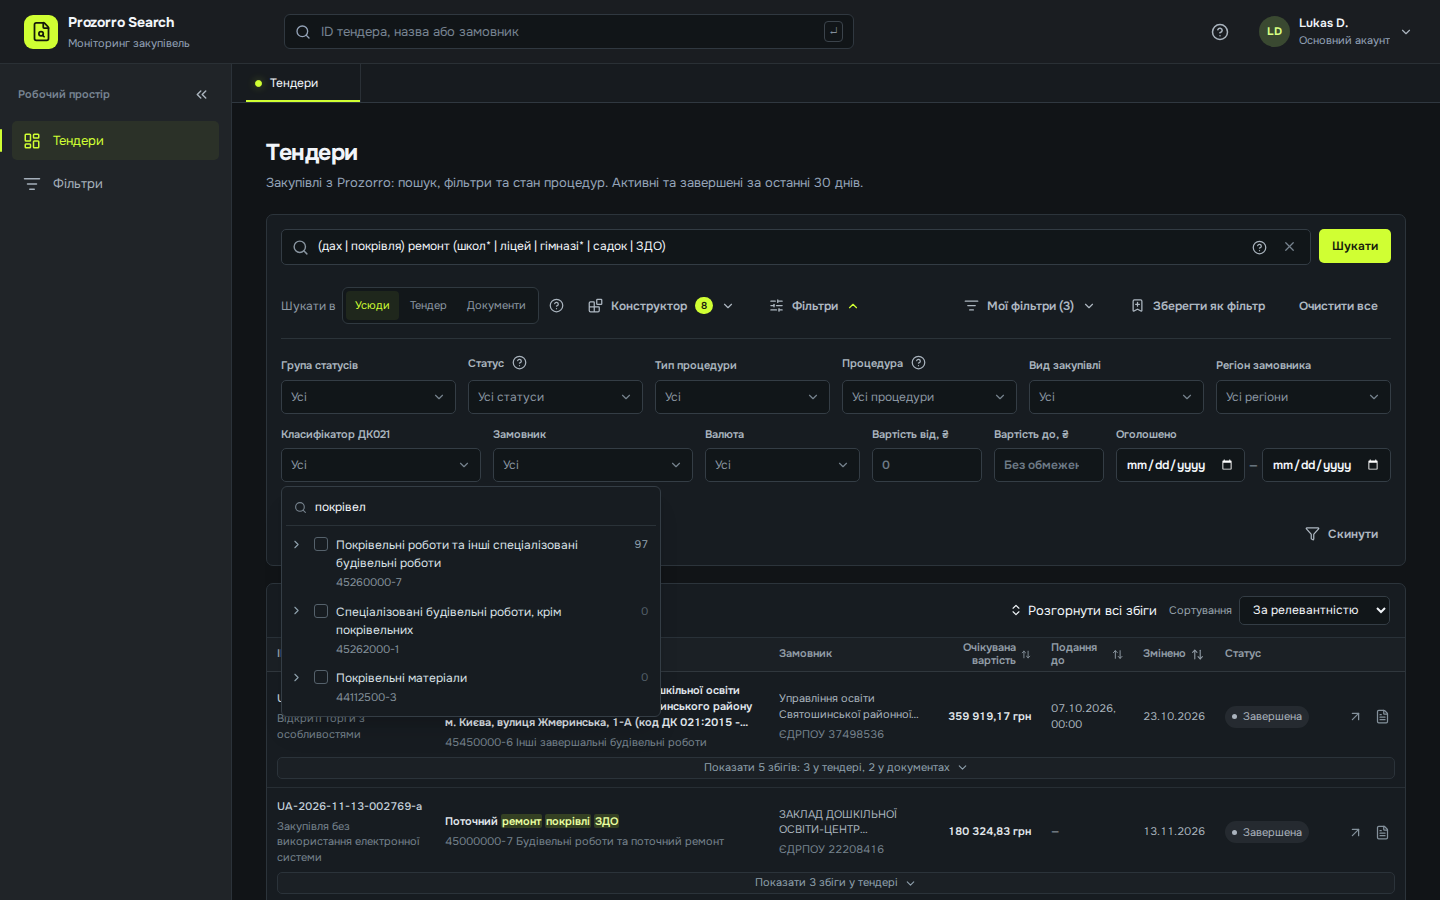 Prozorro Search
Моніторинг закупівель
ID тендера, назва або замовник
LD
Lukas D.
Основний акаунт
Робочий простір
Тендери
Фільтри
Тендери
Тендери
Закупівлі з Prozorro: пошук, фільтри та стан процедур. Активні та завершені за останні 30 днів.
(дах | покрівля) ремонт (школ* | ліцей | гімназі* | садок | ЗДО)
Шукати
Шукати в
Усюди
Тендер
Документи
Конструктор
8
Фільтри
Мої фільтри (3)
Зберегти як фільтр
Очистити все
Група статусів
Статус
Тип процедури
Процедура
Вид закупівлі
Регіон замовника
Усі
Усі статуси
Усі
Усі процедури
Усі
Усі регіони
Класифікатор ДК021
Замовник
Валюта
Вартість від, ₴
Вартість до, ₴
Оголошено
Усі
Усі
Усі
0
Без обмежен
mm/dd/yyyy
–
mm/dd/yyyy
покрівел
Покрівельні роботи та інші спеціалізовані
будівельні роботи
97
45260000-7
Спеціалізовані будівельні роботи, крім
покрівельних
0
45262000-1
Покрівельні матеріали
0
44112500-3
Скинути
Розгорнути всі збіги
Сортування
За релевантністю
Замовник
Очікувана
вартість
Подання
до
Змінено
Статус
Відкриті торги з
особливостями
шкільної освіти
инського району
м. Києва, вулиця Жмеринська, 1-А (код ДК 021:2015 -...
45450000-6 Інші завершальні будівельні роботи
Управління освіти
Святошинської районної...
ЄДРПОУ 37498536
359 919,17 грн
07.10.2026,
00:00
23.10.2026
Завершена
Показати 5 збігів: 3 у тендері, 2 у документах
UA-2026-11-13-002769-a
Закупівля без
використання електронної
системи
Поточний ремонт покрівлі ЗДО
45000000-7 Будівельні роботи та поточний ремонт
ЗАКЛАД ДОШКІЛЬНОЇ
ОСВІТИ-ЦЕНТР...
ЄДРПОУ 22208416
180 324,83 грн
–
13.11.2026
Завершена
Показати 3 збіги у тендері